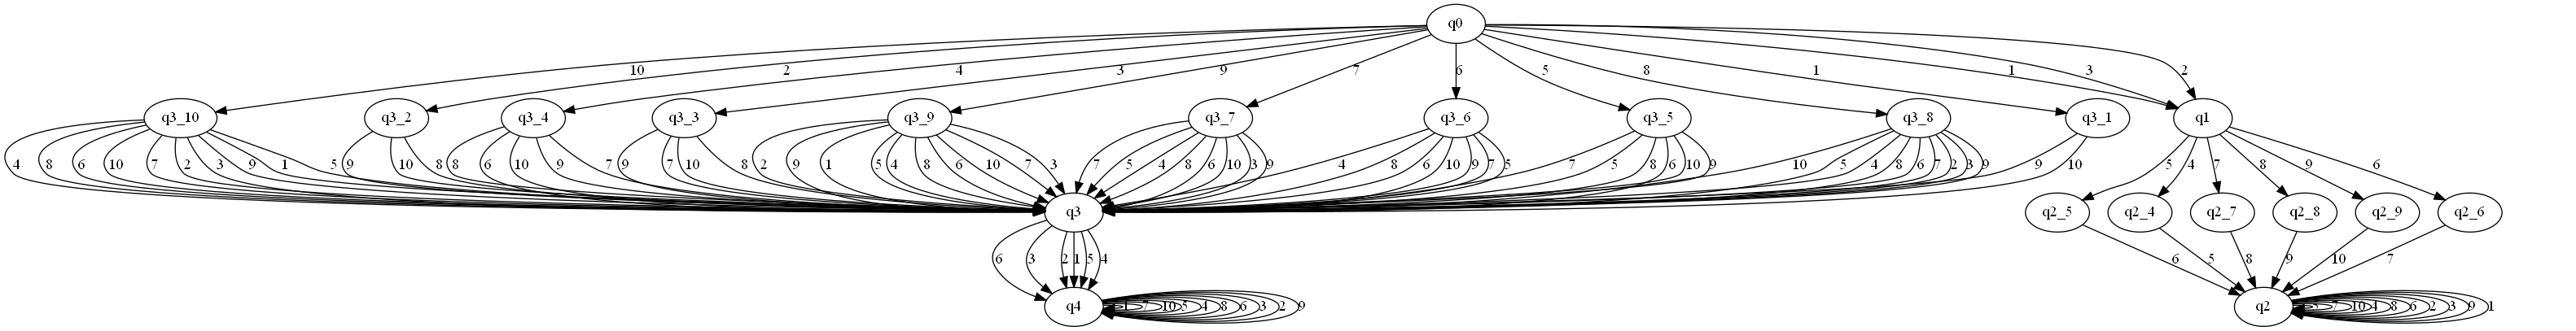 q0
10 2 4 3 9 7 6 5 8 1 1 3 2
q3_10 q3_2 q3_4 q3_3 q3_9 q3_7 q3_6 q3_5 q3_8 q3_1 q1
4 8 6 10 7 2 3 9 1 5 9 10 8 8 6 10 9 7 9 7 10 8 2 9 1 5 4 8 6 10 7 3 7 5 4 8 6 10 3 9 4 8 6 10 9 7 5 7 5 8 6 10 9 10 5 4 8 6 7 2 3 9 9 10 5 4 7 8 9 6
q3 q2_5 q2_4 q2_7 q2_8 q2_9 q2_6
6 3 2 1 5 4 6 5 8 9 10 7
q4 1 7 10 5 4 8 6 3 2 9 q2 5 7 10 4 8 6 2 3 9 1